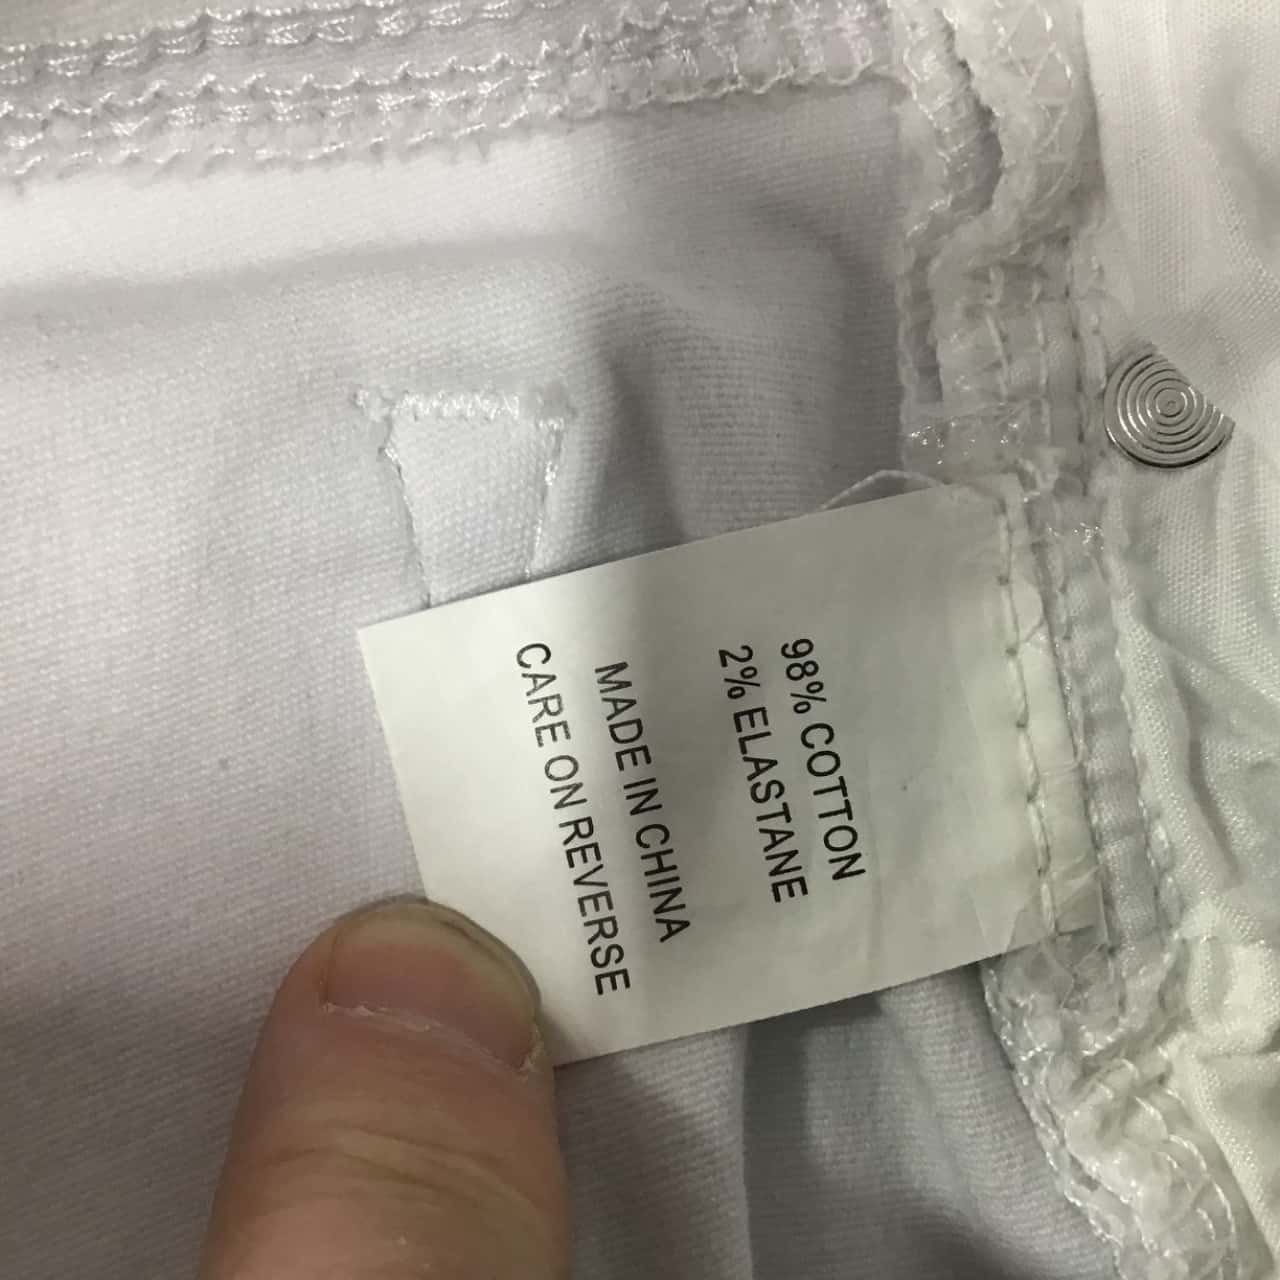 98% COTTON
2% ELASTANE
MADE IN CHINA
CARE ON REVERSE